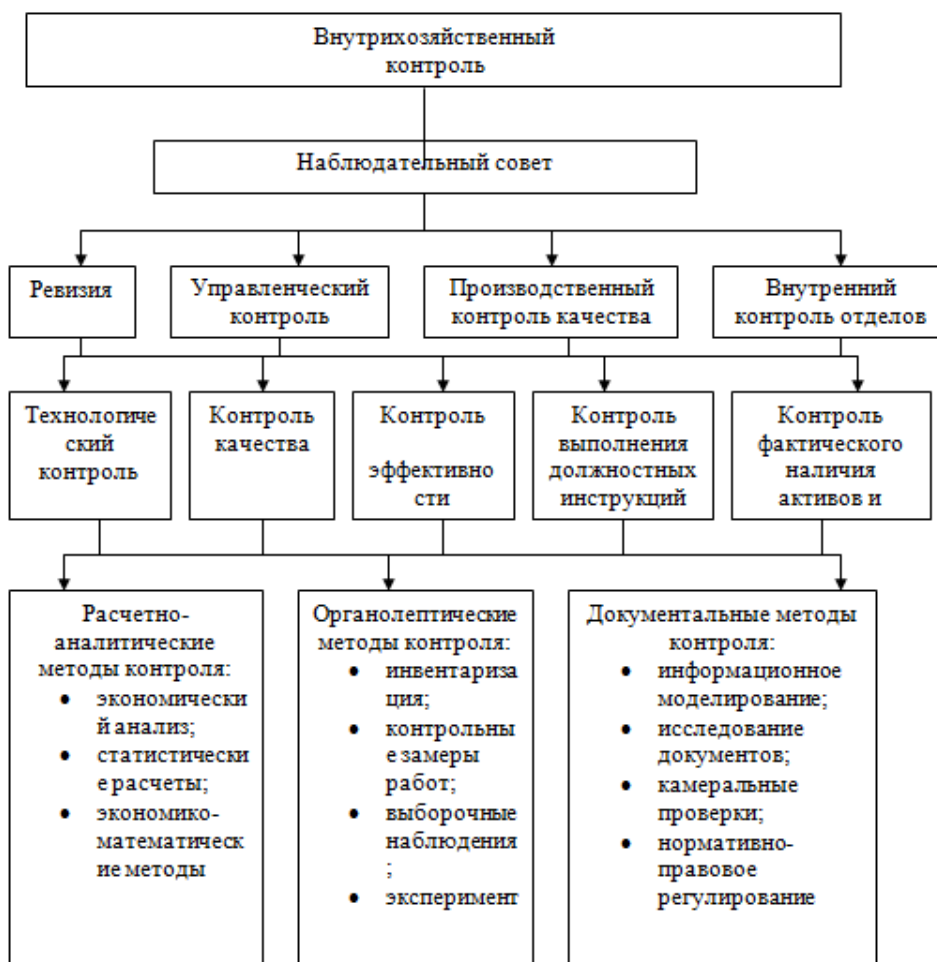 Внутрихозяйственный
контроль
Наблюдательный совет
Ревизия
Управленческий
контроль
Производственный
контроль качества
Внутренний
контроль отделов
Технологиче
ский
контроль
Контроль
качества
Контроль
эффективно
сти
Контроль
выполнения
должностных
инструкций
Контроль
фактического
наличия
активов и
Расчетно-
аналитические
методы контроля:
• экономически
й анализ;
• статистически
е расчеты;
• экономико-
математическ
ие методы
Органолептические
методы контроля:
• инвентариза
ция;
• контрольны
е замеры
работ;
• выборочные
наблюдения
;
• эксперимент
Документальные методы
контроля:
• информационное
моделирование;
• исследование
документов;
• камеральные
проверки;
• нормативно-
правовое
регулирование